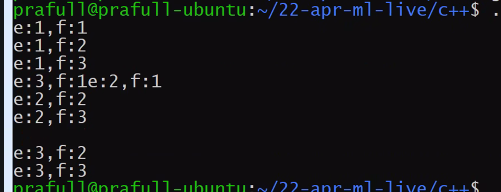 prafull@prafull-ubuntu:~/22-apr-ml-live/c++$ .
e:1,f:1
e:1,f:2
e:1,f:3
e:3,f:1e:2,f:1
e:2,f:2
e:2,f:3

e:3,f:2
e:3,f:3
prafull@prafull-ubuntu:~/22-apr-ml-live/c++$